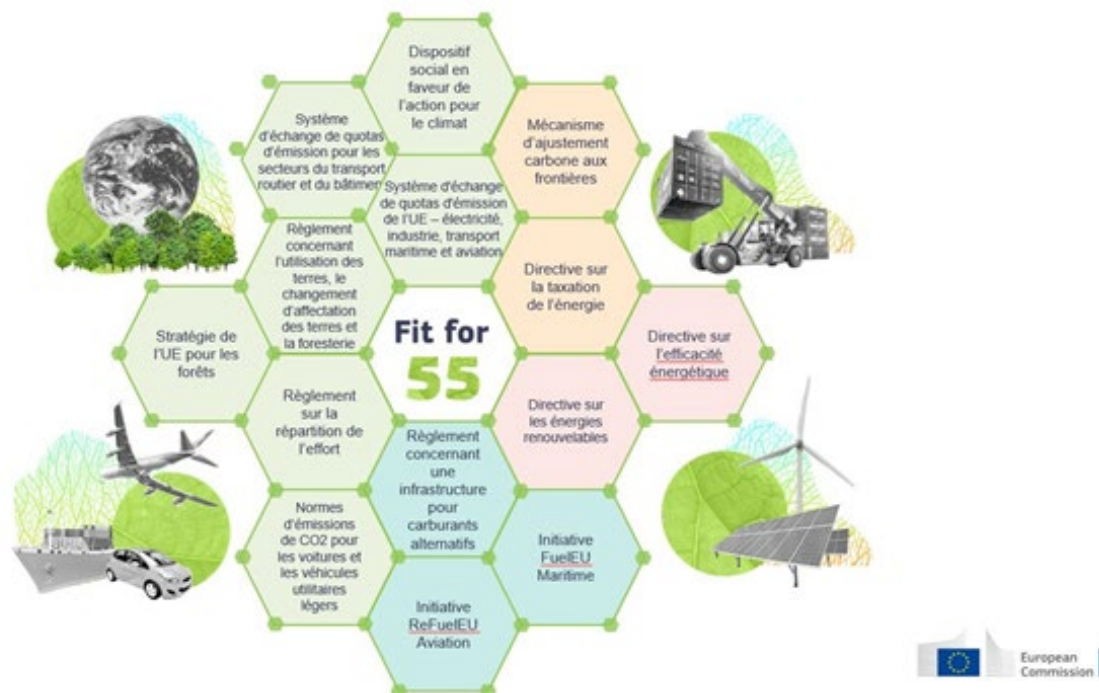 Dispositif
social en
faveur de
l'action pour
le climat
Système
d'échange de quotas
d'émission pour les
secteurs du transport
routier et du bâtiment
Mécanisme
d'ajustement
carbone aux
frontières
Système d'échange
de quotas d'émission
de l'UE – électricité,
industrie, transport
maritime et aviation
Règlement
concernant
l'utilisation des
terres, le
changement
d'affectation
des terres et
la foresterie
Directive sur
la taxation
de l'énergie
Stratégie de
l'UE pour les
forêts
Fit for
55
Directive sur
l'efficacité
énergétique
Règlement
sur la
répartition de
l'effort
Directive sur
les énergies
renouvelables
Règlement
concernant
une
infrastructure
pour
carburants
alternatifs
Normes
d'émissions
de CO2 pour
les voitures et
les véhicules
utilitaires
légers
Initiative
FuelEU
Maritime
Initiative
ReFuelEU
Aviation
European
Commission